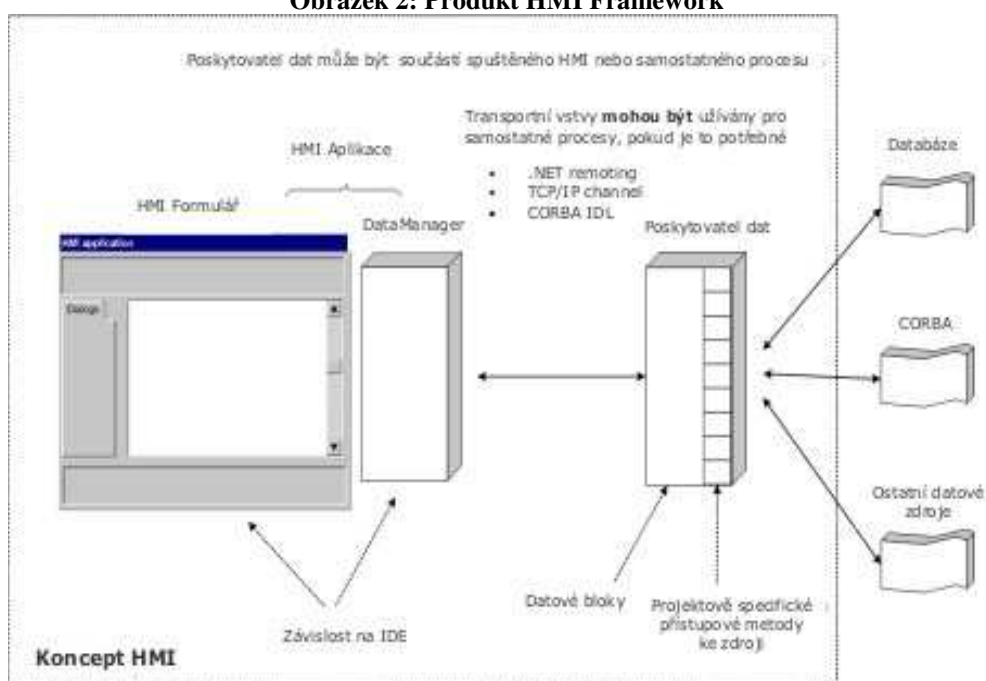 Obrázek 2: Produkt HMI Framework
Poskytovatel dat může být součástí spuštěného HMI nebo samostatného procesu
Transportní vstvy mohou být užívány pro
samostatné procesy, pokud je to potřebné
• .NET remoting
• TCP/IP channel
• CORBA IDL
HMI Aplikace
HMI Formulář
DataManager
Poskytovatel dat
Databáze
HMI application
Dialogs
CORBA
Ostatní datové
zdroje
Datové bloky
Projektově specifické
přístupové metody
ke zdroji
Závislost na IDE
Koncept HMI